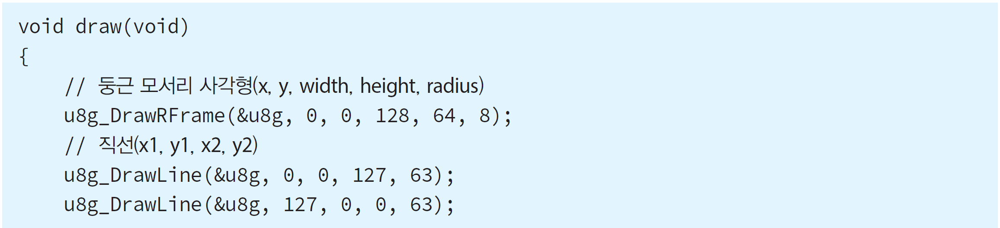 void draw(void)
{
    // 둥근 모서리 사각형(x, y, width, height, radius)
    u8g_DrawRFrame(&u8g, 0, 0, 128, 64, 8);
    // 직선(x1, y1, x2, y2)
    u8g_DrawLine(&u8g, 0, 0, 127, 63);
    u8g_DrawLine(&u8g, 127, 0, 0, 63);